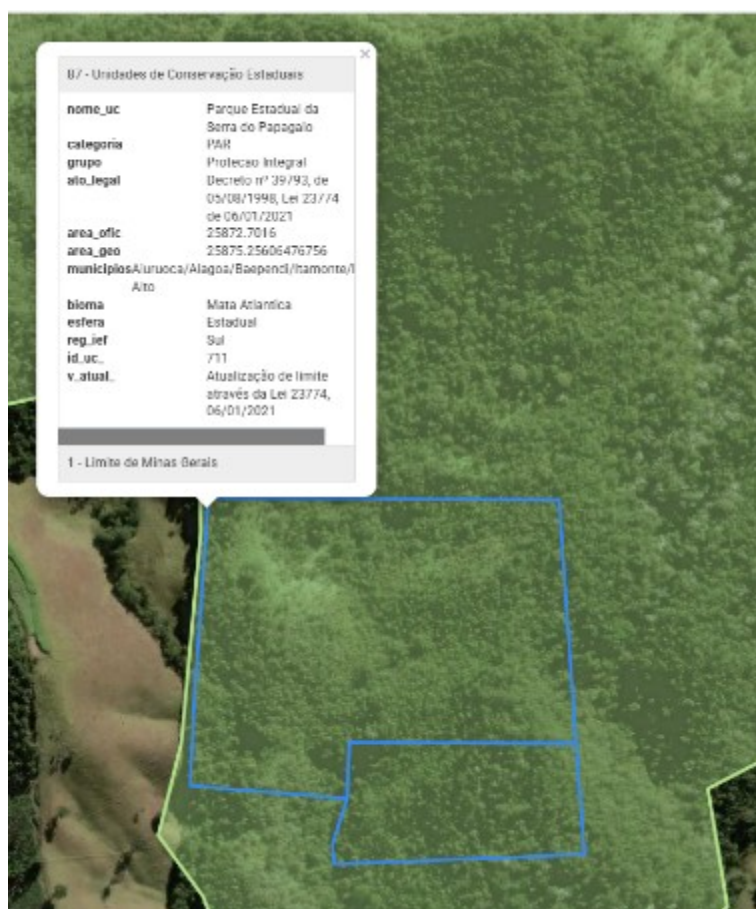 87 - Unidades de Conservação Estaduais
nome_uc Parque Estadual da
Serra do Papagaio
categoria PAR
grupo Protecao Integral
ato_legal Decreto nº 39793, de
05/08/1998, Lei 23774
de 06/01/2021
area_ofic 25872.7016
area_geo 25875.25606476756
municipios Aiuruoca/Alagoa/Baependi/Itamonte/
Alto
bioma Mata Atlantica
esfera Estadual
reg_ief Sul
id_uc_ 711
v_atual_ Atualização de limite
através da Lei 23774,
06/01/2021
1 - Limite de Minas Gerais